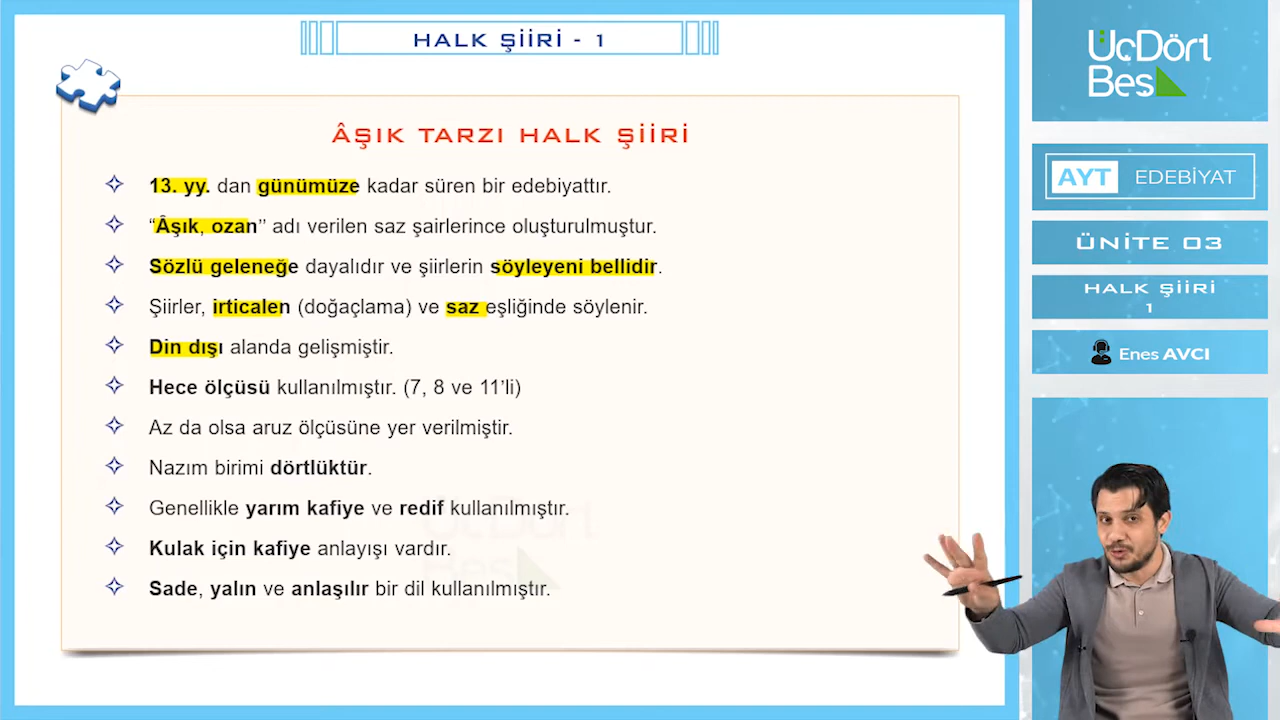 HALK ŞİİRİ - 1
ÂŞIK TARZI HALK ŞİİRİ
13. yy. dan günümüze kadar süren bir edebiyattır.
“Âşık, ozan’’ adı verilen saz şairlerince oluşturulmuştur.
Sözlü geleneğe dayalıdır ve şiirlerin söyleyeni bellidir.
Şiirler, irticalen (doğaçlama) ve saz eşliğinde söylenir.
Din dışı alanda gelişmiştir.
Hece ölçüsü kullanılmıştır. (7, 8 ve 11’li)
Az da olsa aruz ölçüsüne yer verilmiştir.
Nazım birimi dörtlüktür.
Genellikle yarım kafiye ve redif kullanılmıştır.
Kulak için kafiye anlayışı vardır.
Sade, yalın ve anlaşılır bir dil kullanılmıştır.
ÜçDört
Beş
AYT EDEBİYAT
ÜNİTE 03
HALK ŞİİRİ
1
Enes AVCI
ÜçDört
Beş